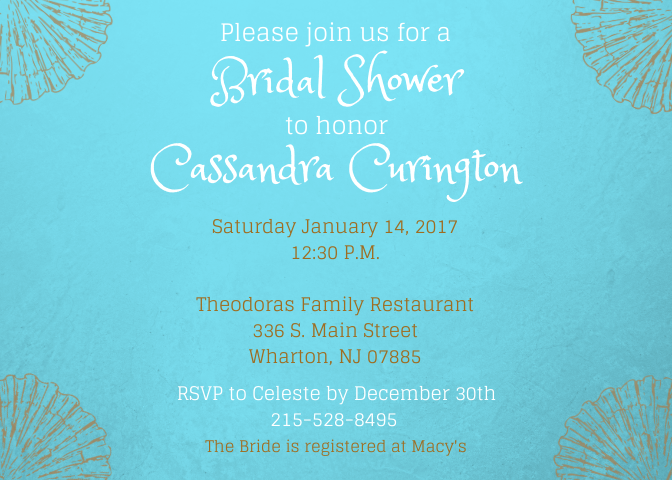 Please join us for a
Bridal Shower
to honor
Cassandra Curington
Saturday January 14, 2017
12:30 P.M.
Theodoras Family Restaurant
336 S. Main Street
Wharton, NJ 07885
RSVP to Celeste by December 30th
215-528-8495
The Bride is registered at Macy's